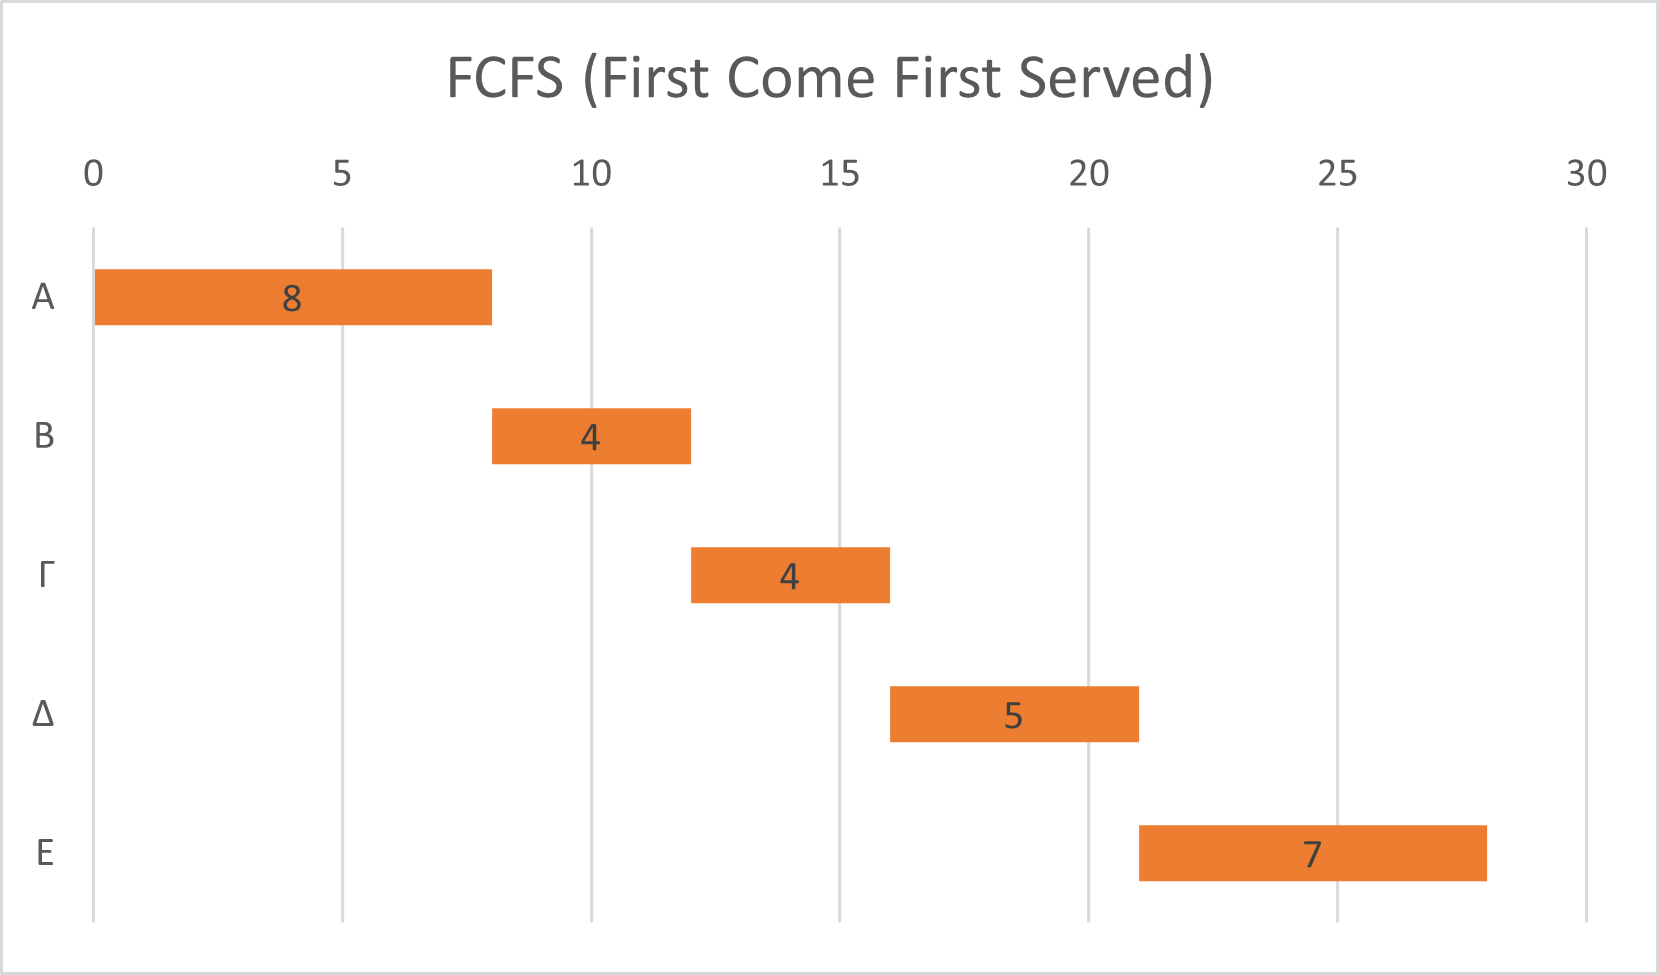 FCFS (First Come First Served)
0 5 10 15 20 25 30
Α 8
Β 4
Γ 4
Δ 5
Ε 7